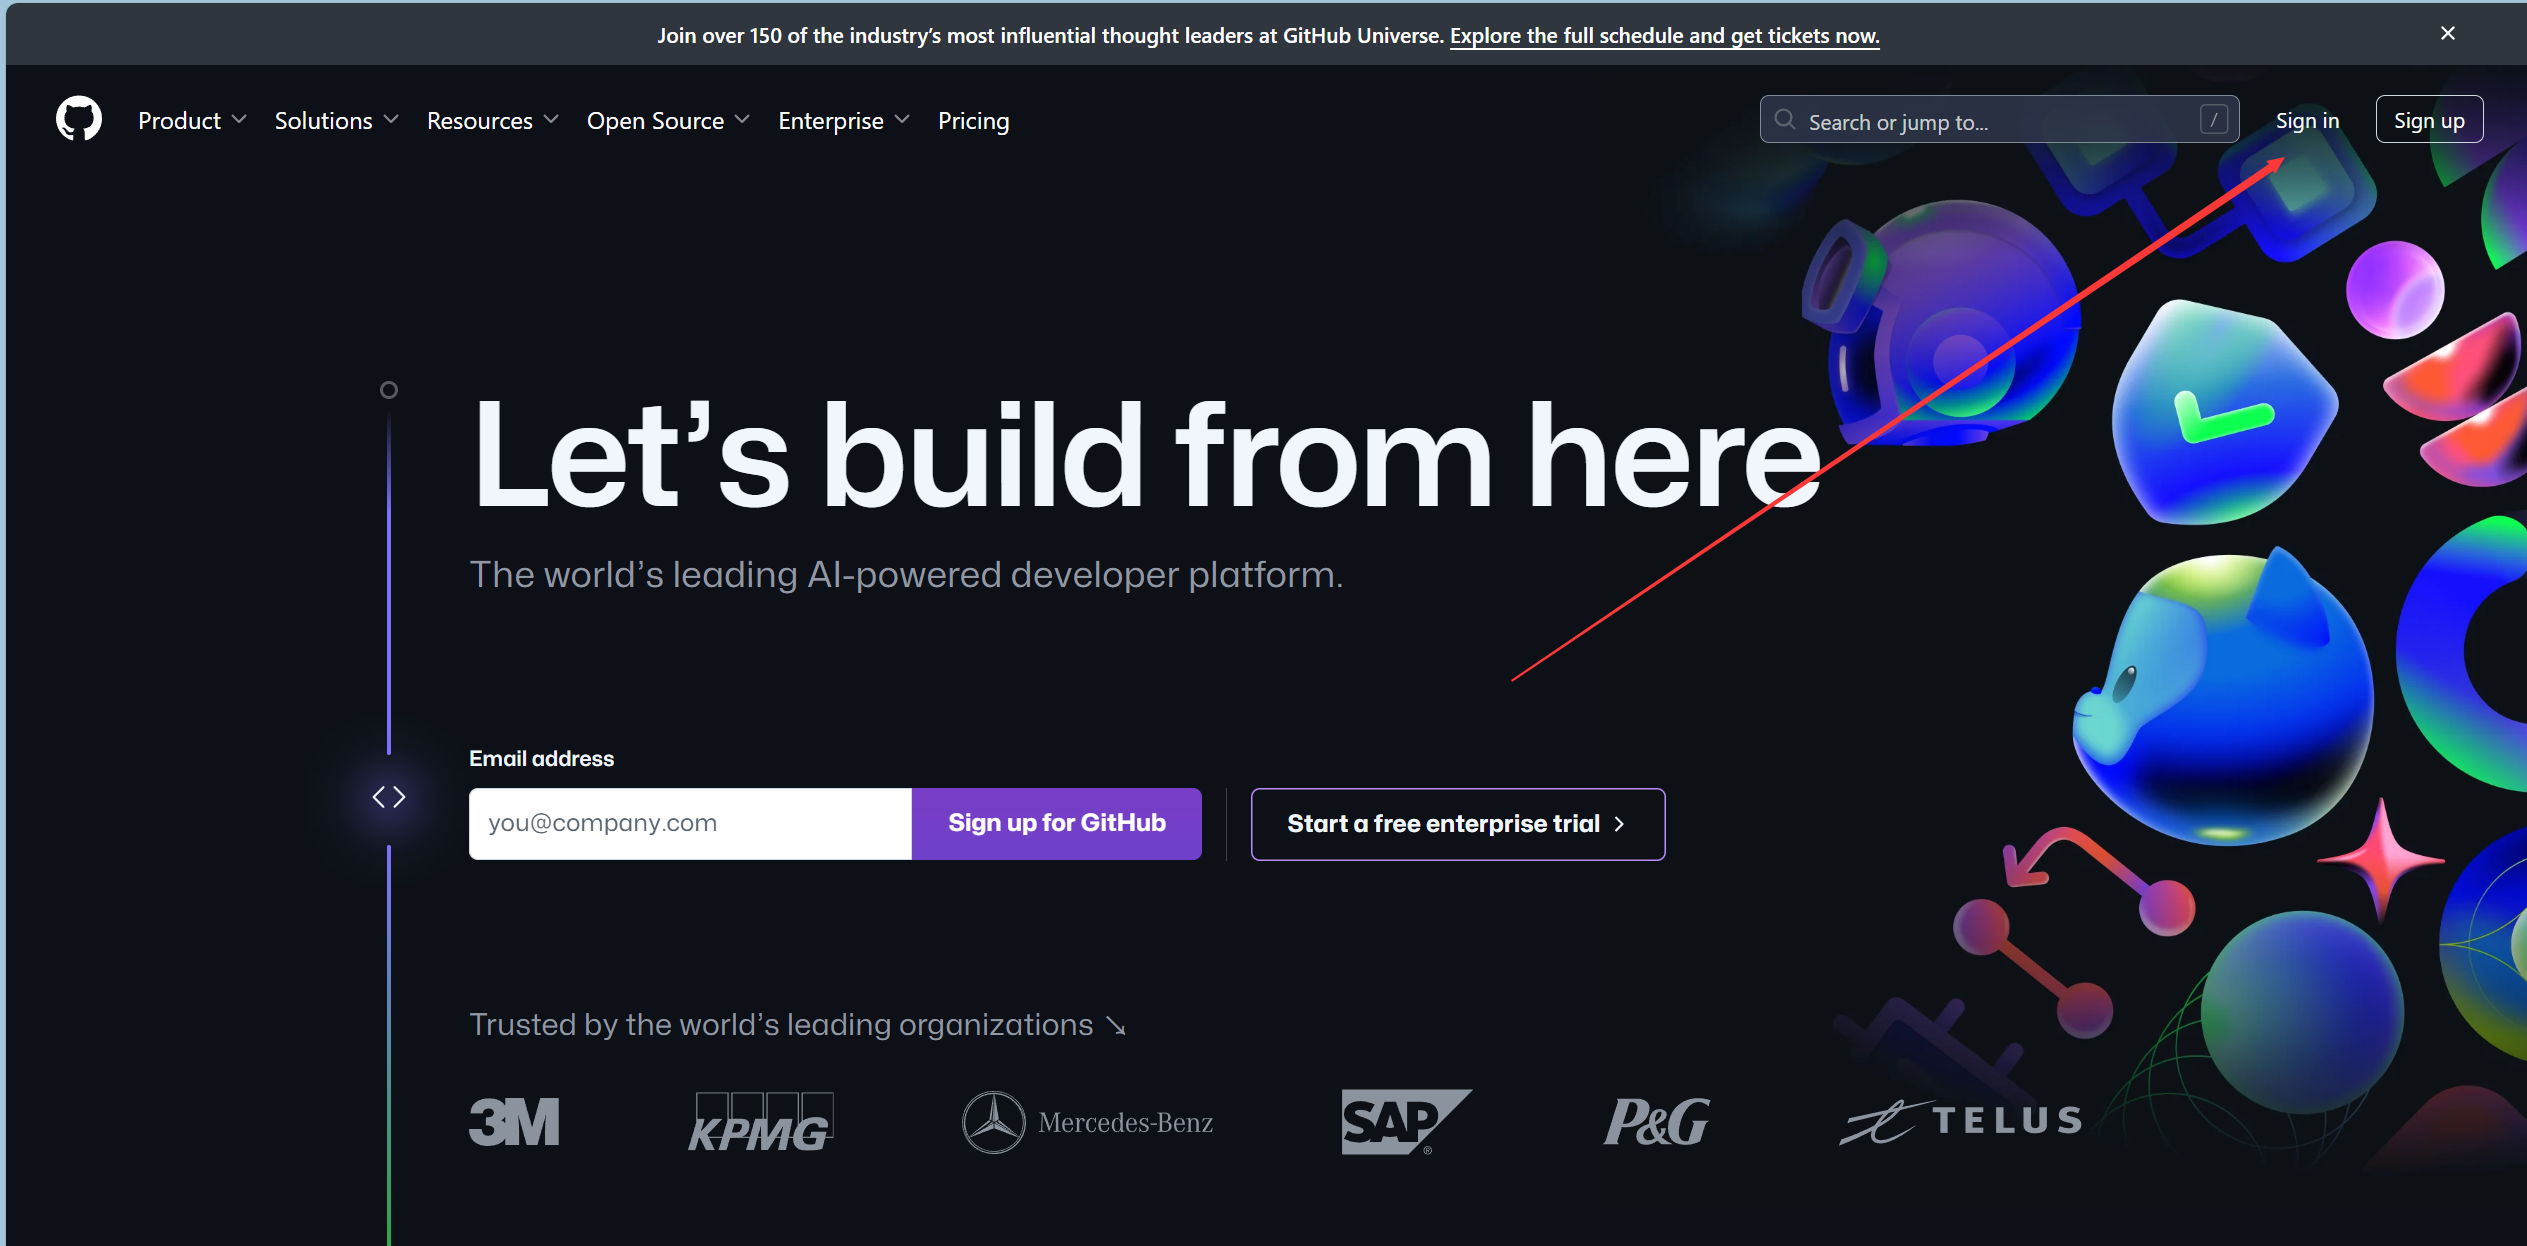 Join over 150 of the industry’s most influential thought leaders at GitHub Universe. Explore the full schedule and get tickets now.
Product Solutions Resources Open Source Enterprise Pricing Search or jump to... / Sign in Sign up
Let’s build from here
The world’s leading AI-powered developer platform.
Email address
you@company.com Sign up for GitHub Start a free enterprise trial
Trusted by the world’s leading organizations
3M KPMG Mercedes-Benz SAP® P&G TELUS